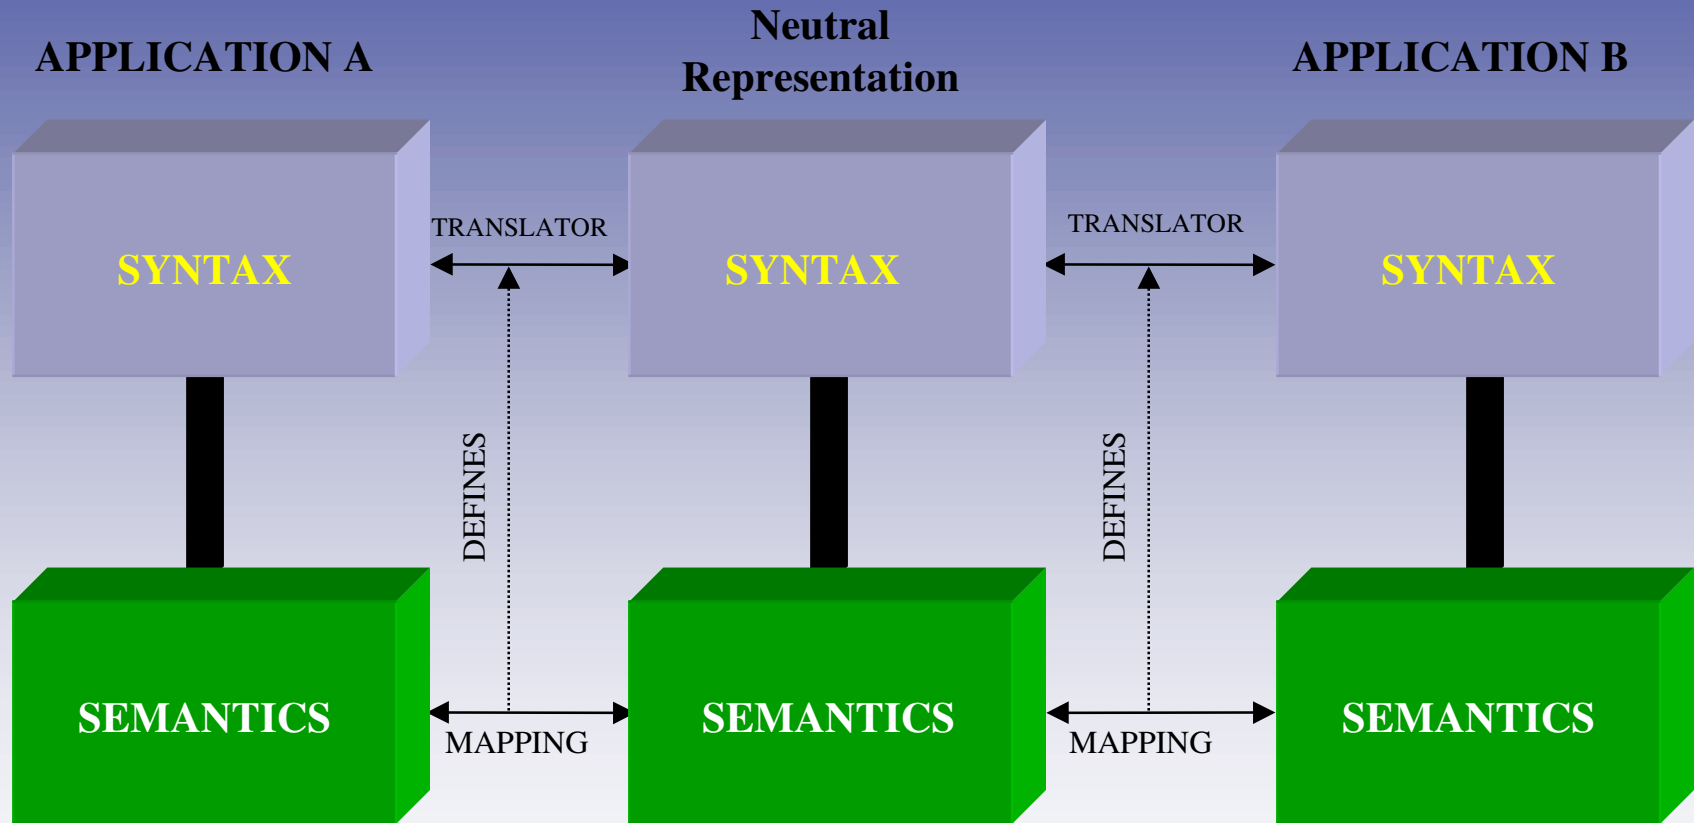 APPLICATION A
Neutral
Representation
APPLICATION B
SYNTAX
TRANSLATOR
SYNTAX
TRANSLATOR
SYNTAX
DEFINES
DEFINES
SEMANTICS
MAPPING
SEMANTICS
MAPPING
SEMANTICS